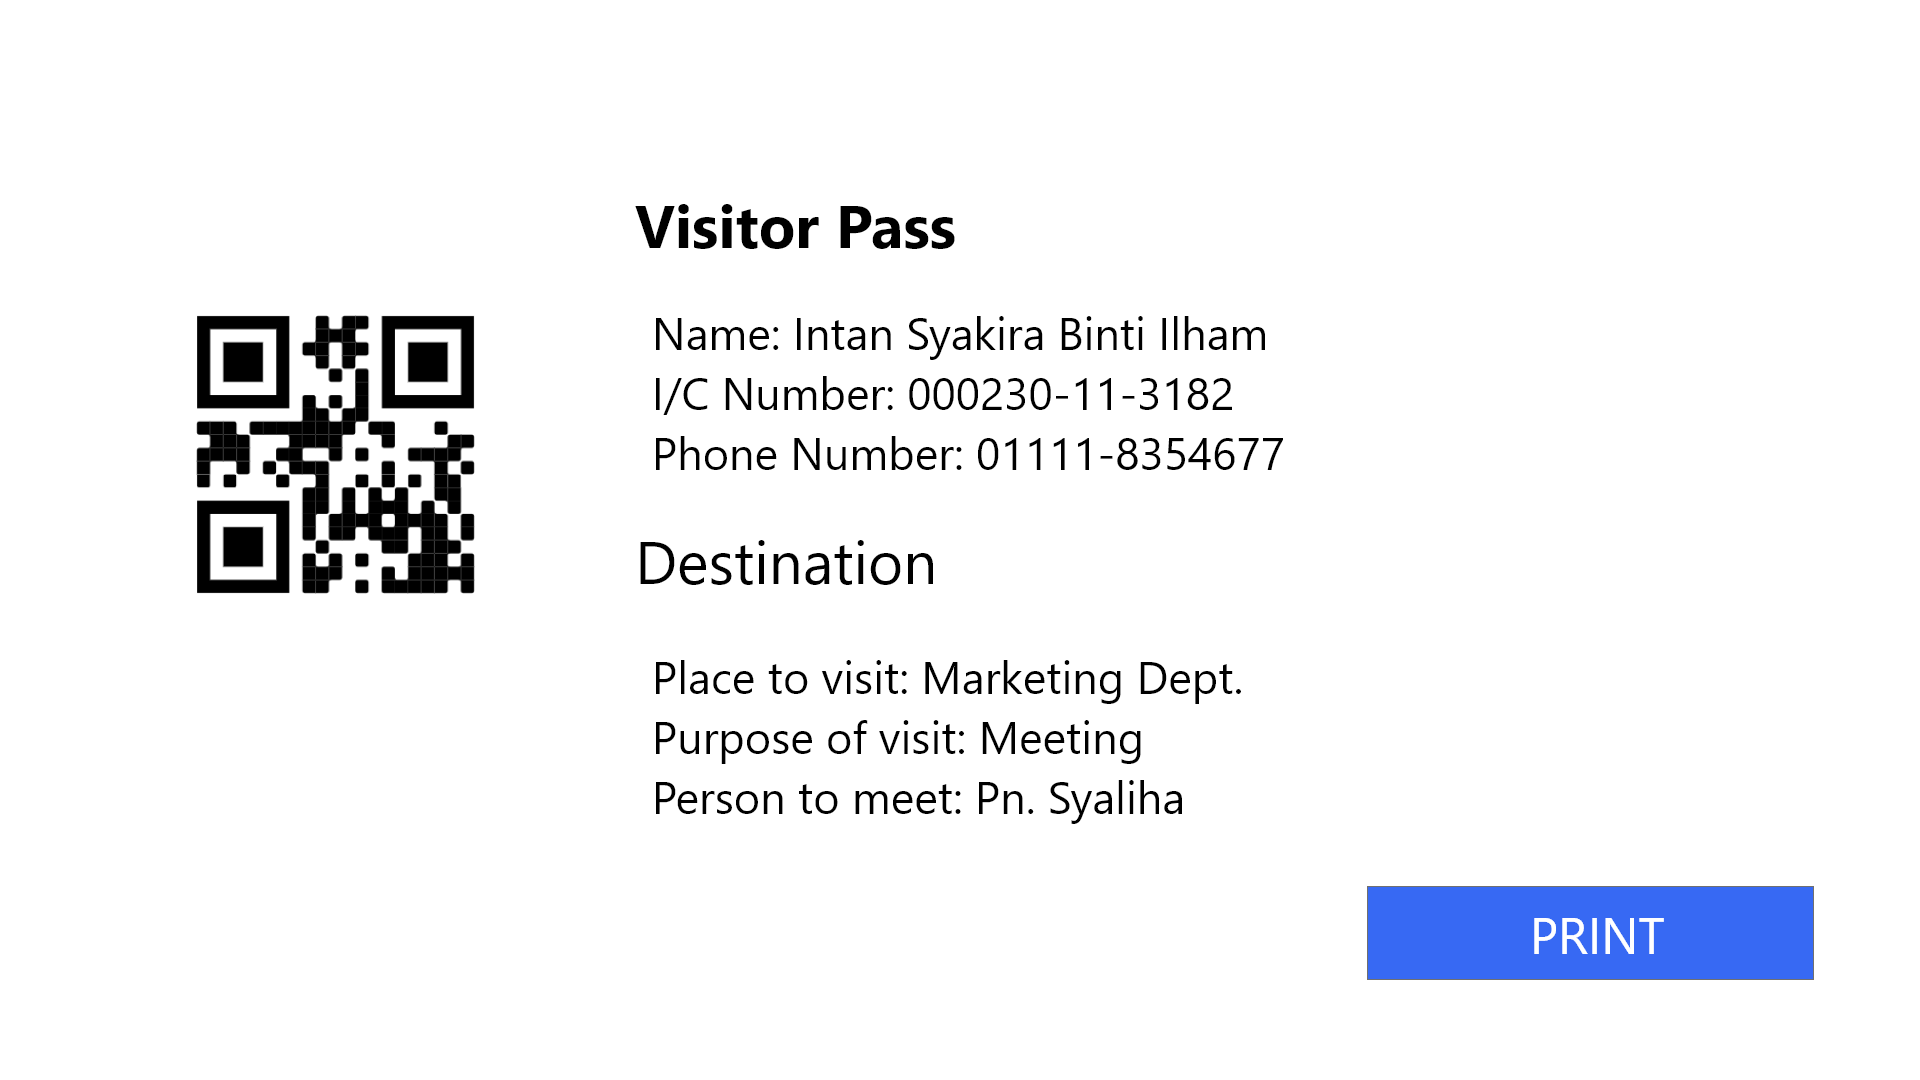 Visitor Pass
Name: Intan Syakira Binti Ilham
I/C Number: 000230-11-3182
Phone Number: 01111-8354677
Destination
Place to visit: Marketing Dept.
Purpose of visit: Meeting
Person to meet: Pn. Syaliha
PRINT